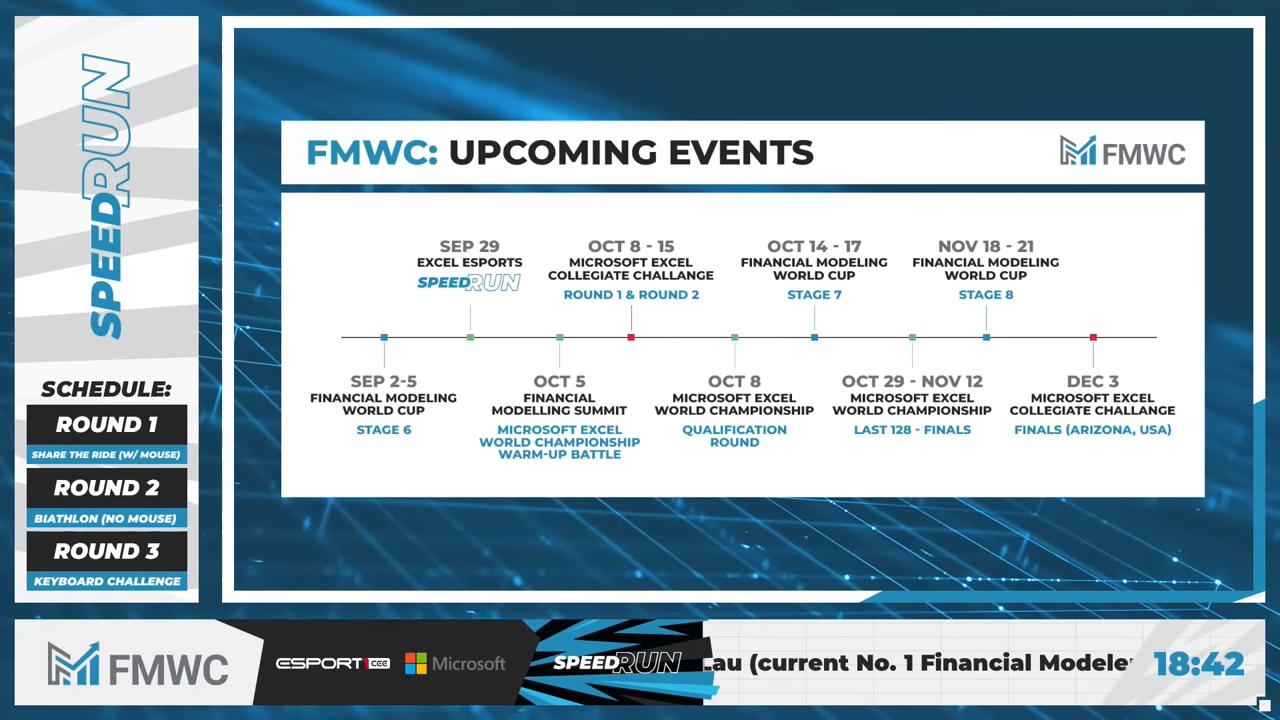 SPEEDRUN
SCHEDULE:
ROUND 1
SHARE THE RIDE (W/ MOUSE)
ROUND 2
BIATHLON (NO MOUSE)
ROUND 3
KEYBOARD CHALLENGE
FMWC: UPCOMING EVENTS
FMWC
SEP 29
EXCEL ESPORTS
SPEEDRUN
OCT 8 - 15
MICROSOFT EXCEL
COLLEGIATE CHALLANGE
ROUND 1 & ROUND 2
OCT 14 - 17
FINANCIAL MODELING
WORLD CUP
STAGE 7
NOV 18 - 21
FINANCIAL MODELING
WORLD CUP
STAGE 8
SEP 2-5
FINANCIAL MODELING
WORLD CUP
STAGE 6
OCT 5
FINANCIAL
MODELLING SUMMIT
MICROSOFT EXCEL
WORLD CHAMPIONSHIP
WARM-UP BATTLE
OCT 8
MICROSOFT EXCEL
WORLD CHAMPIONSHIP
QUALIFICATION
ROUND
OCT 29 - NOV 12
MICROSOFT EXCEL
WORLD CHAMPIONSHIP
LAST 128 - FINALS
DEC 3
MICROSOFT EXCEL
COLLEGIATE CHALLANGE
FINALS (ARIZONA, USA)
FMWC
ESPORT1 CEE
Microsoft
SPEEDRUN
Lau (current No. 1 Financial Modeler
18:42